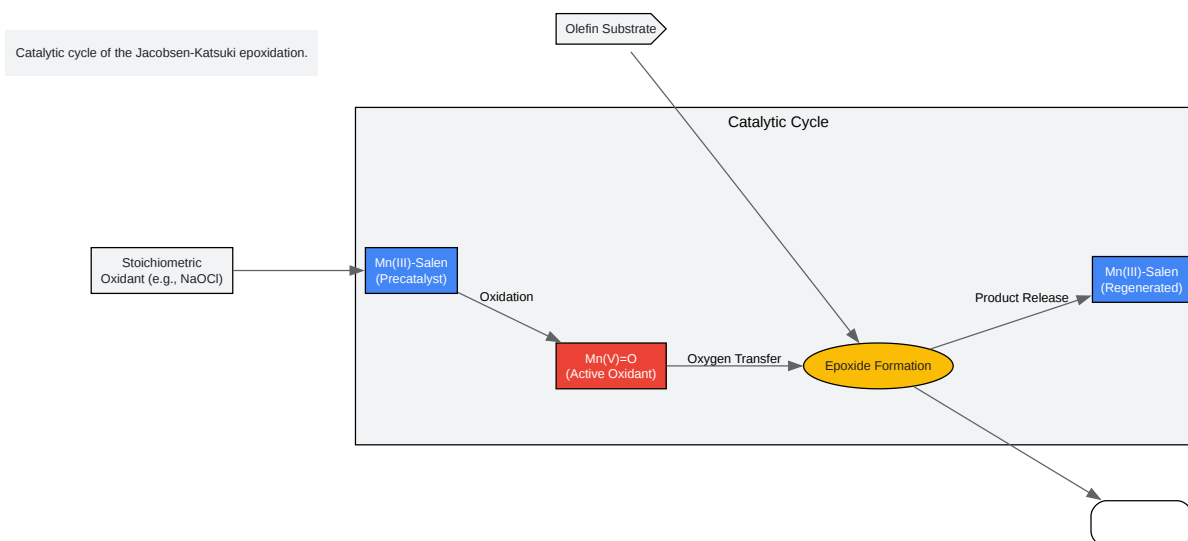 Olefin Substrate
Catalytic cycle of the Jacobsen-Katsuki epoxidation.
Catalytic Cycle
Stoichiometric
Oxidant (e.g., NaOCl)
Mn(III)-Salen
(Precatalyst)
Oxidation
Mn(V)=O
(Active Oxidant)
Oxygen Transfer
Epoxide Formation
Product Release
Mn(III)-Salen
(Regenerated)